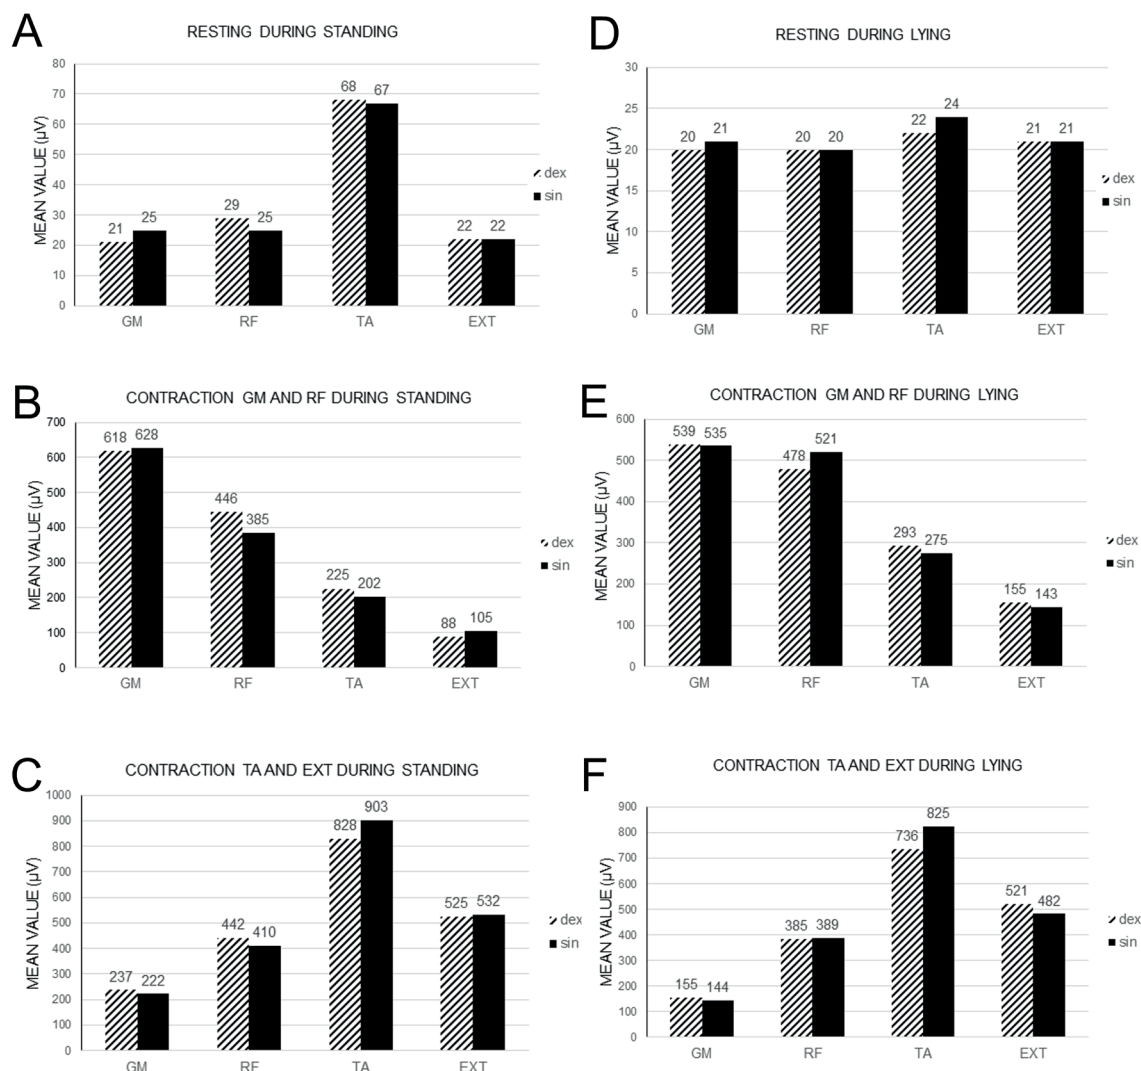 A
RESTING DURING STANDING
MEAN VALUE (µV)
80
70
60
50
40
30
20
10
0
21 25
29 25
68 67
22 22
GM RF TA EXT
dex
sin
D
RESTING DURING LYING
MEAN VALUE (µV)
30
25
20
15
10
5
0
20 21
20 20
22 24
21 21
GM RF TA EXT
dex
sin
B
CONTRACTION GM AND RF DURING STANDING
MEAN VALUE (µV)
700
600
500
400
300
200
100
0
618 628
446 385
225 202
88 105
GM RF TA EXT
dex
sin
E
CONTRACTION GM AND RF DURING LYING
MEAN VALUE (µV)
600
500
400
300
200
100
0
539 535
478 521
293 275
155 143
GM RF TA EXT
dex
sin
C
CONTRACTION TA AND EXT DURING STANDING
MEAN VALUE (µV)
1000
900
800
700
600
500
400
300
200
100
0
237 222
442 410
828 903
525 532
GM RF TA EXT
dex
sin
F
CONTRACTION TA AND EXT DURING LYING
MEAN VALUE (µV)
900
800
700
600
500
400
300
200
100
0
155 144
385 389
736 825
521 482
GM RF TA EXT
dex
sin